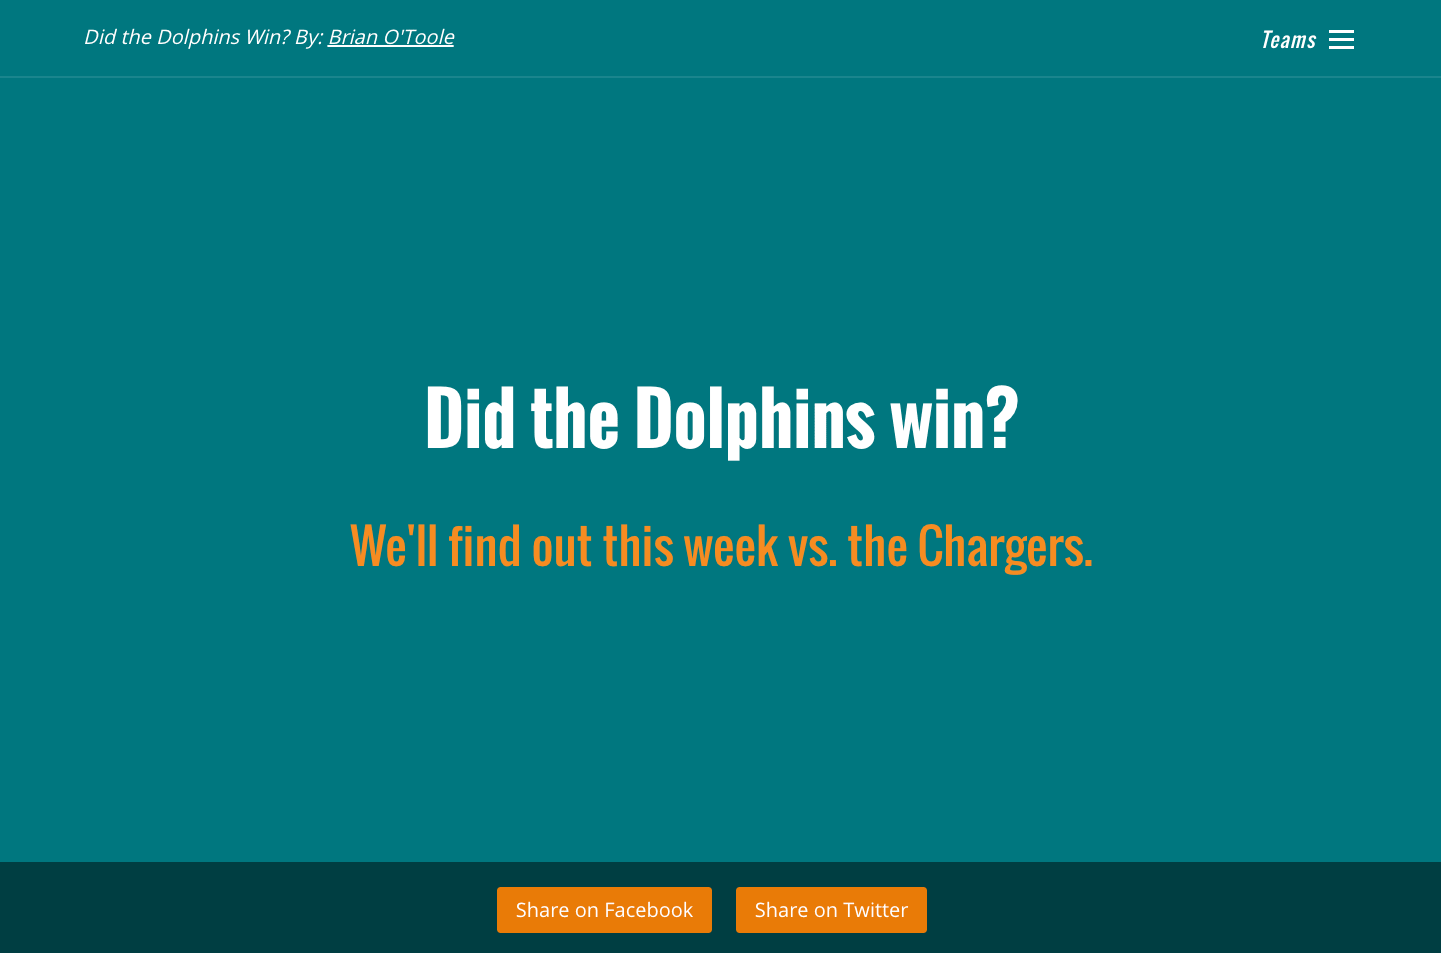 Did the Dolphins Win? By: Brian O'Toole
Teams
Did the Dolphins win?
We'll find out this week vs. the Chargers.
Share on Facebook
Share on Twitter